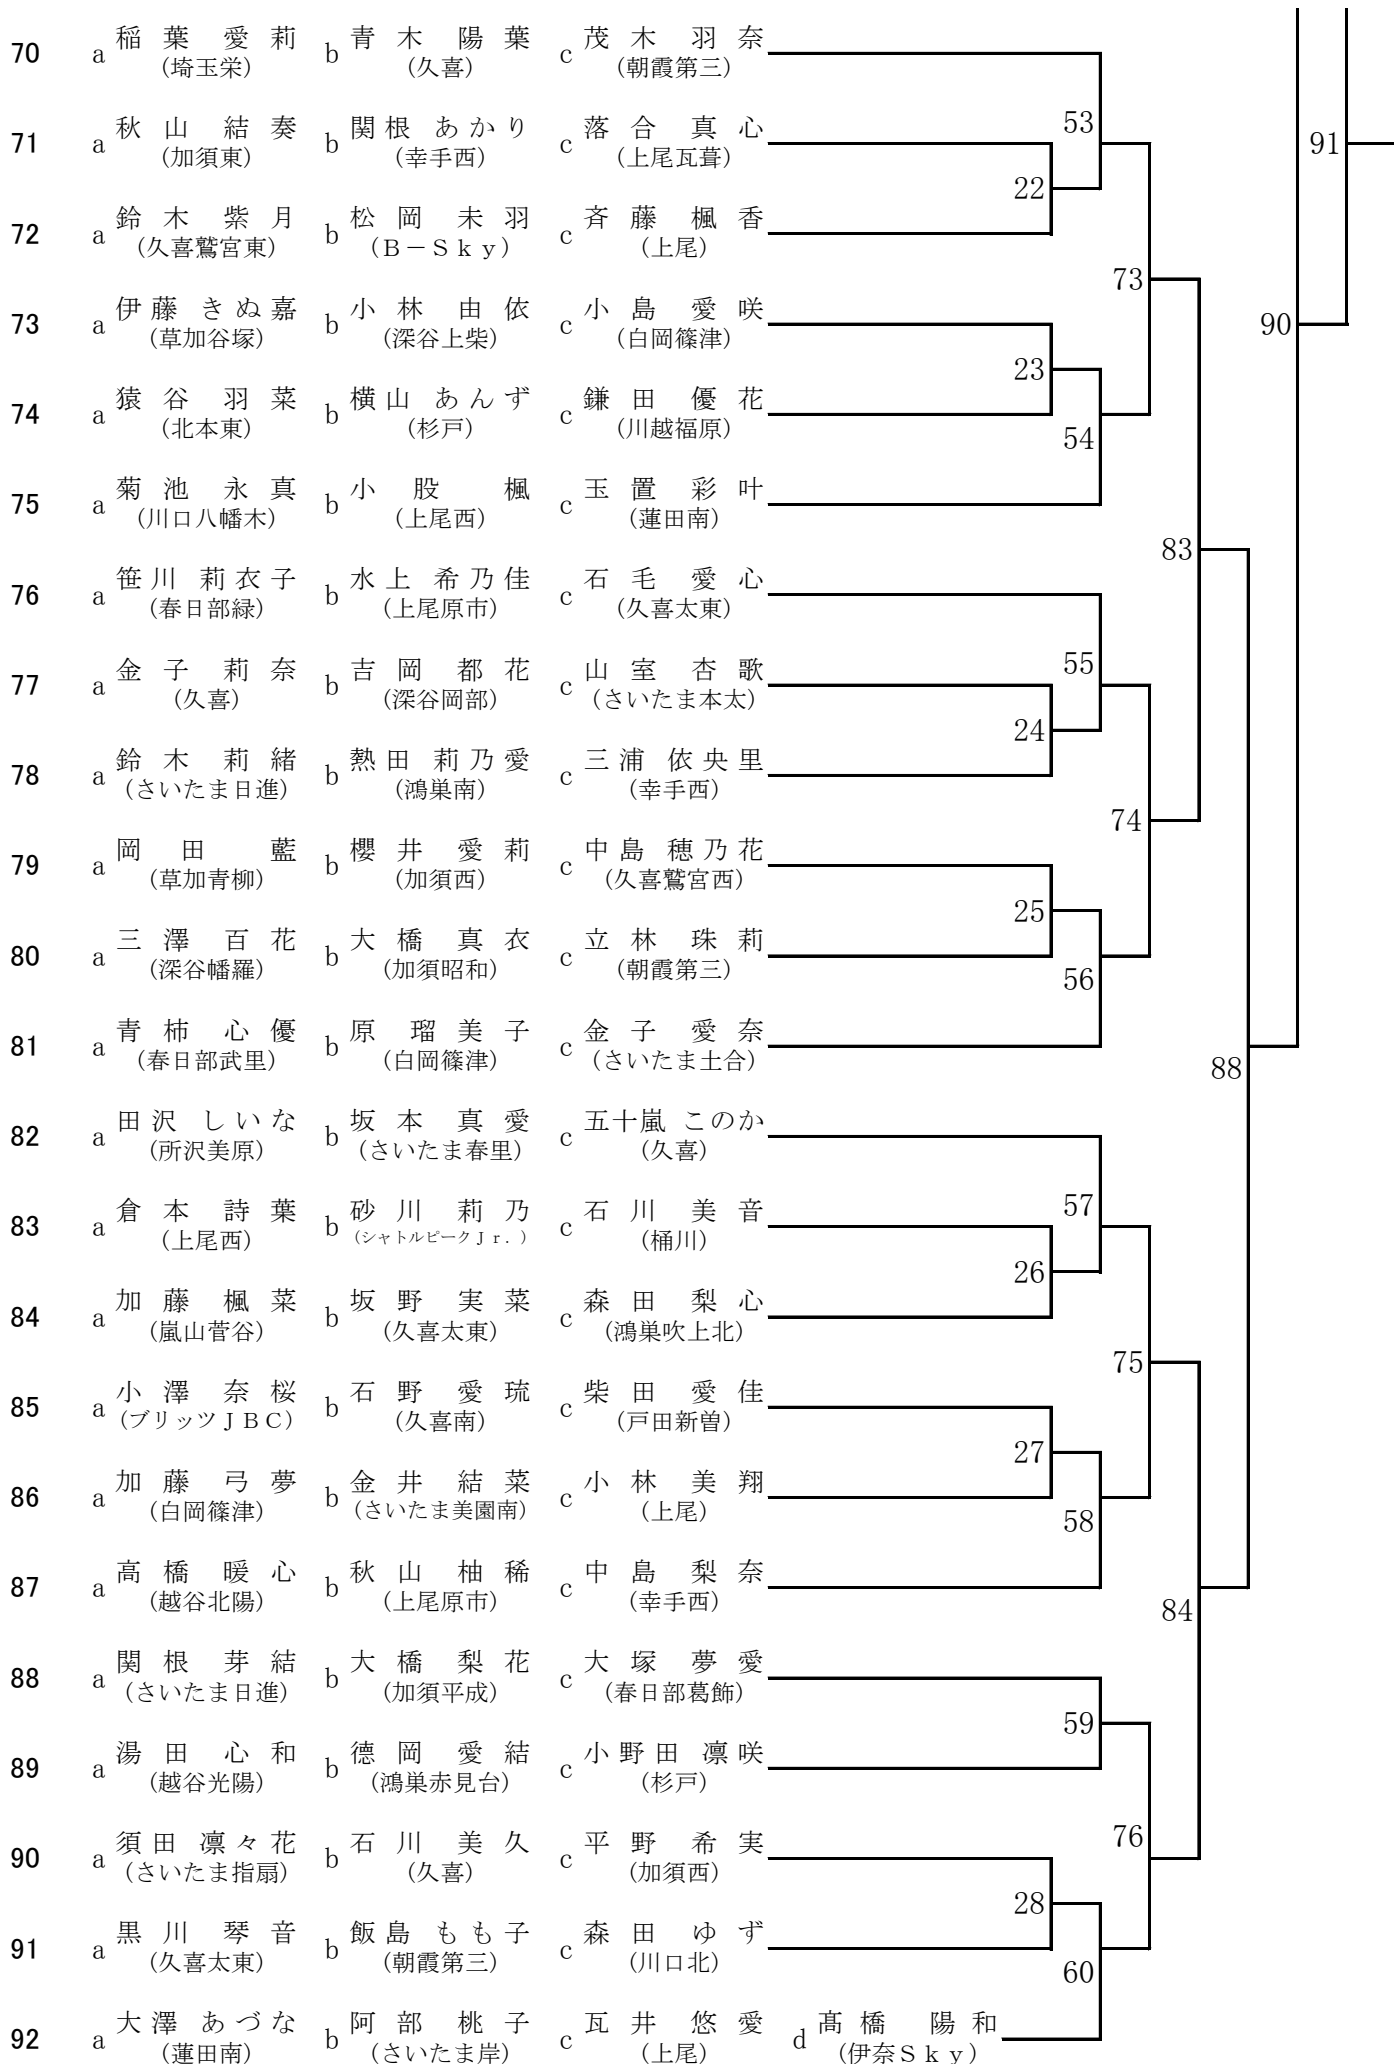 70 a 稲葉 愛莉 b 青木 陽葉 c 茂木 羽奈
(埼玉栄) (久喜) (朝霞第三)
53
71 a 秋山 結奏 b 関根 あかり c 落合 真心 91
(加須東) (幸手西) (上尾瓦葺)
22
72 a 鈴木 紫月 b 松岡 未羽 c 斉藤 楓香
(久喜鷲宮東) (B－Sky) (上尾)
73
73 a 伊藤 きぬ嘉 b 小林 由依 c 小島 愛咲 90
(草加谷塚) (深谷上柴) (白岡篠津)
23
74 a 猿谷 羽菜 b 横山 あんず c 鎌田 優花
(北本東) (杉戸) (川越福原)
54
75 a 菊池 永真 b 小股 楓 c 玉置 彩叶
(川口八幡木) (上尾西) (蓮田南)
83
76 a 笹川 莉衣子 b 水上 希乃佳 c 石毛 愛心
(春日部緑) (上尾原市) (久喜太東)
55
77 a 金子 莉奈 b 吉岡 都花 c 山室 杏歌
(久喜) (深谷岡部) (さいたま本太)
24
78 a 鈴木 莉緒 b 熱田 莉乃愛 c 三浦 依央里
(さいたま日進) (鴻巣南) (幸手西)
74
79 a 岡田 藍 b 櫻井 愛莉 c 中島 穂乃花
(草加青柳) (加須西) (久喜鷲宮西)
25
80 a 三澤 百花 b 大橋 真衣 c 立林 珠莉
(深谷幡羅) (加須昭和) (朝霞第三)
56
81 a 青柿 心優 b 原 瑠美子 c 金子 愛奈
(春日部武里) (白岡篠津) (さいたま土合)
88
82 a 田沢 しいな b 坂本 真愛 c 五十嵐 このか
(所沢美原) (さいたま春里) (久喜)
57
83 a 倉本 詩葉 b 砂川 莉乃 c 石川 美音
(上尾西) (シャトルピークＪｒ．) (桶川)
26
84 a 加藤 楓菜 b 坂野 実菜 c 森田 梨心
(嵐山菅谷) (久喜太東) (鴻巣吹上北)
75
85 a 小澤 奈桜 b 石野 愛琉 c 柴田 愛佳
(ブリッツＪＢＣ) (久喜南) (戸田新曽)
27
86 a 加藤 弓夢 b 金井 結菜 c 小林 美翔
(白岡篠津) (さいたま美園南) (上尾)
58
87 a 高橋 暖心 b 秋山 柚稀 c 中島 梨奈
(越谷北陽) (上尾原市) (幸手西)
84
88 a 関根 芽結 b 大橋 梨花 c 大塚 夢愛
(さいたま日進) (加須平成) (春日部葛飾)
59
89 a 湯田 心和 b 德岡 愛結 c 小野田 凛咲
(越谷光陽) (鴻巣赤見台) (杉戸)
76
90 a 須田 凛々花 b 石川 美久 c 平野 希実
(さいたま指扇) (久喜) (加須西)
28
91 a 黒川 琴音 b 飯島 もも子 c 森田 ゆず
(久喜太東) (朝霞第三) (川口北)
60
92 a 大澤 あづな b 阿部 桃子 c 瓦井 悠愛 d 髙橋 陽和
(蓮田南) (さいたま岸) (上尾) (伊奈Sky)